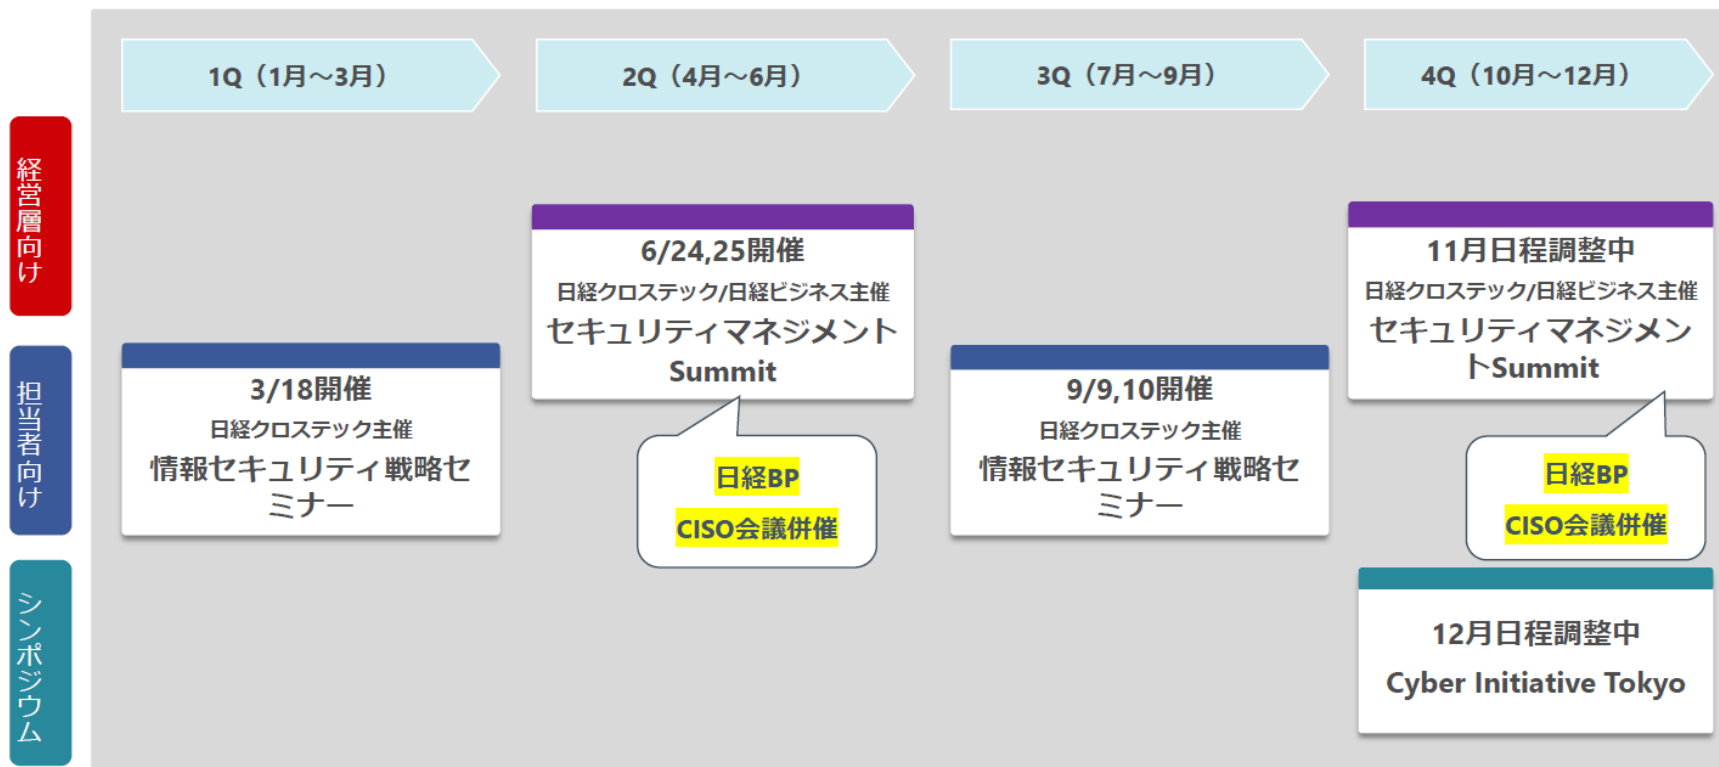 1Q（1月～3月）
2Q（4月～6月）
3Q（7月～9月）
4Q（10月～12月）
経営層向け
6/24,25開催
日経クロステック/日経ビジネス主催
セキュリティマネジメント
Summit
日経BP
CISO会議併催
11月日程調整中
日経クロステック/日経ビジネス主催
セキュリティマネジメン
トSummit
日経BP
CISO会議併催
担当者向け
3/18開催
日経クロステック主催
情報セキュリティ戦略セ
ミナー
9/9,10開催
日経クロステック主催
情報セキュリティ戦略セ
ミナー
シンポジウム
12月日程調整中
Cyber Initiative Tokyo